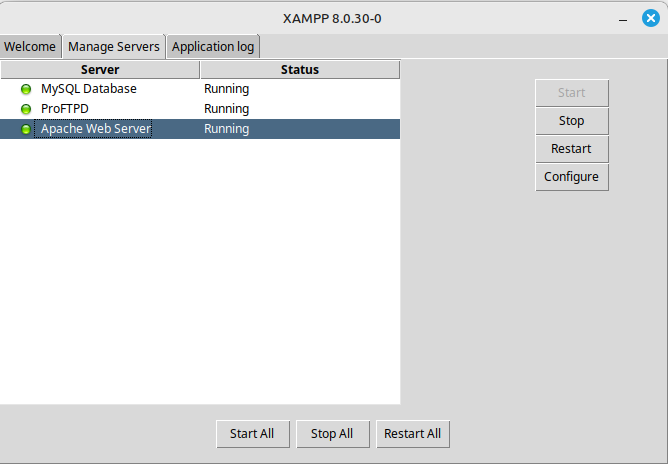 XAMPP 8.0.30-0
Welcome Manage Servers Application log
Server Status
MySQL Database Running
ProFTPD Running
Apache Web Server Running
Start
Stop
Restart
Configure
Start All Stop All Restart All